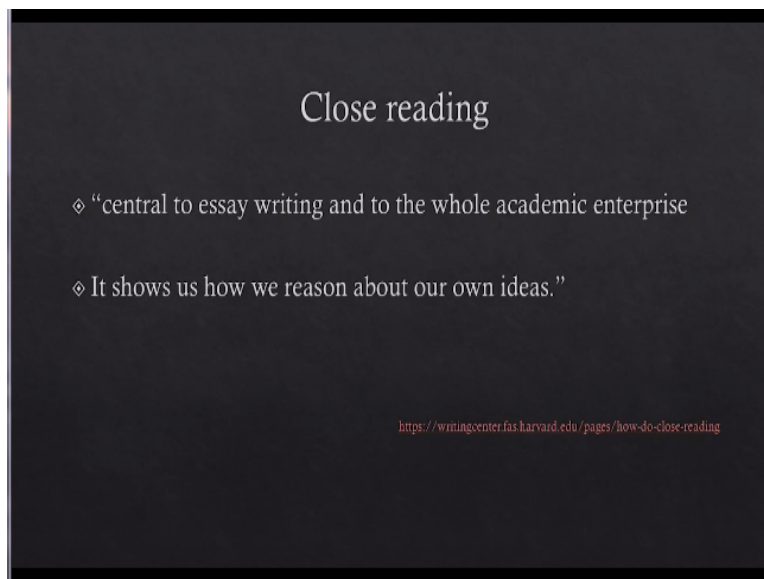 Close reading
“central to essay writing and to the whole academic enterprise
It shows us how we reason about our own ideas.”
https://writingcenter.fas.harvard.edu/pages/how-do-close-reading